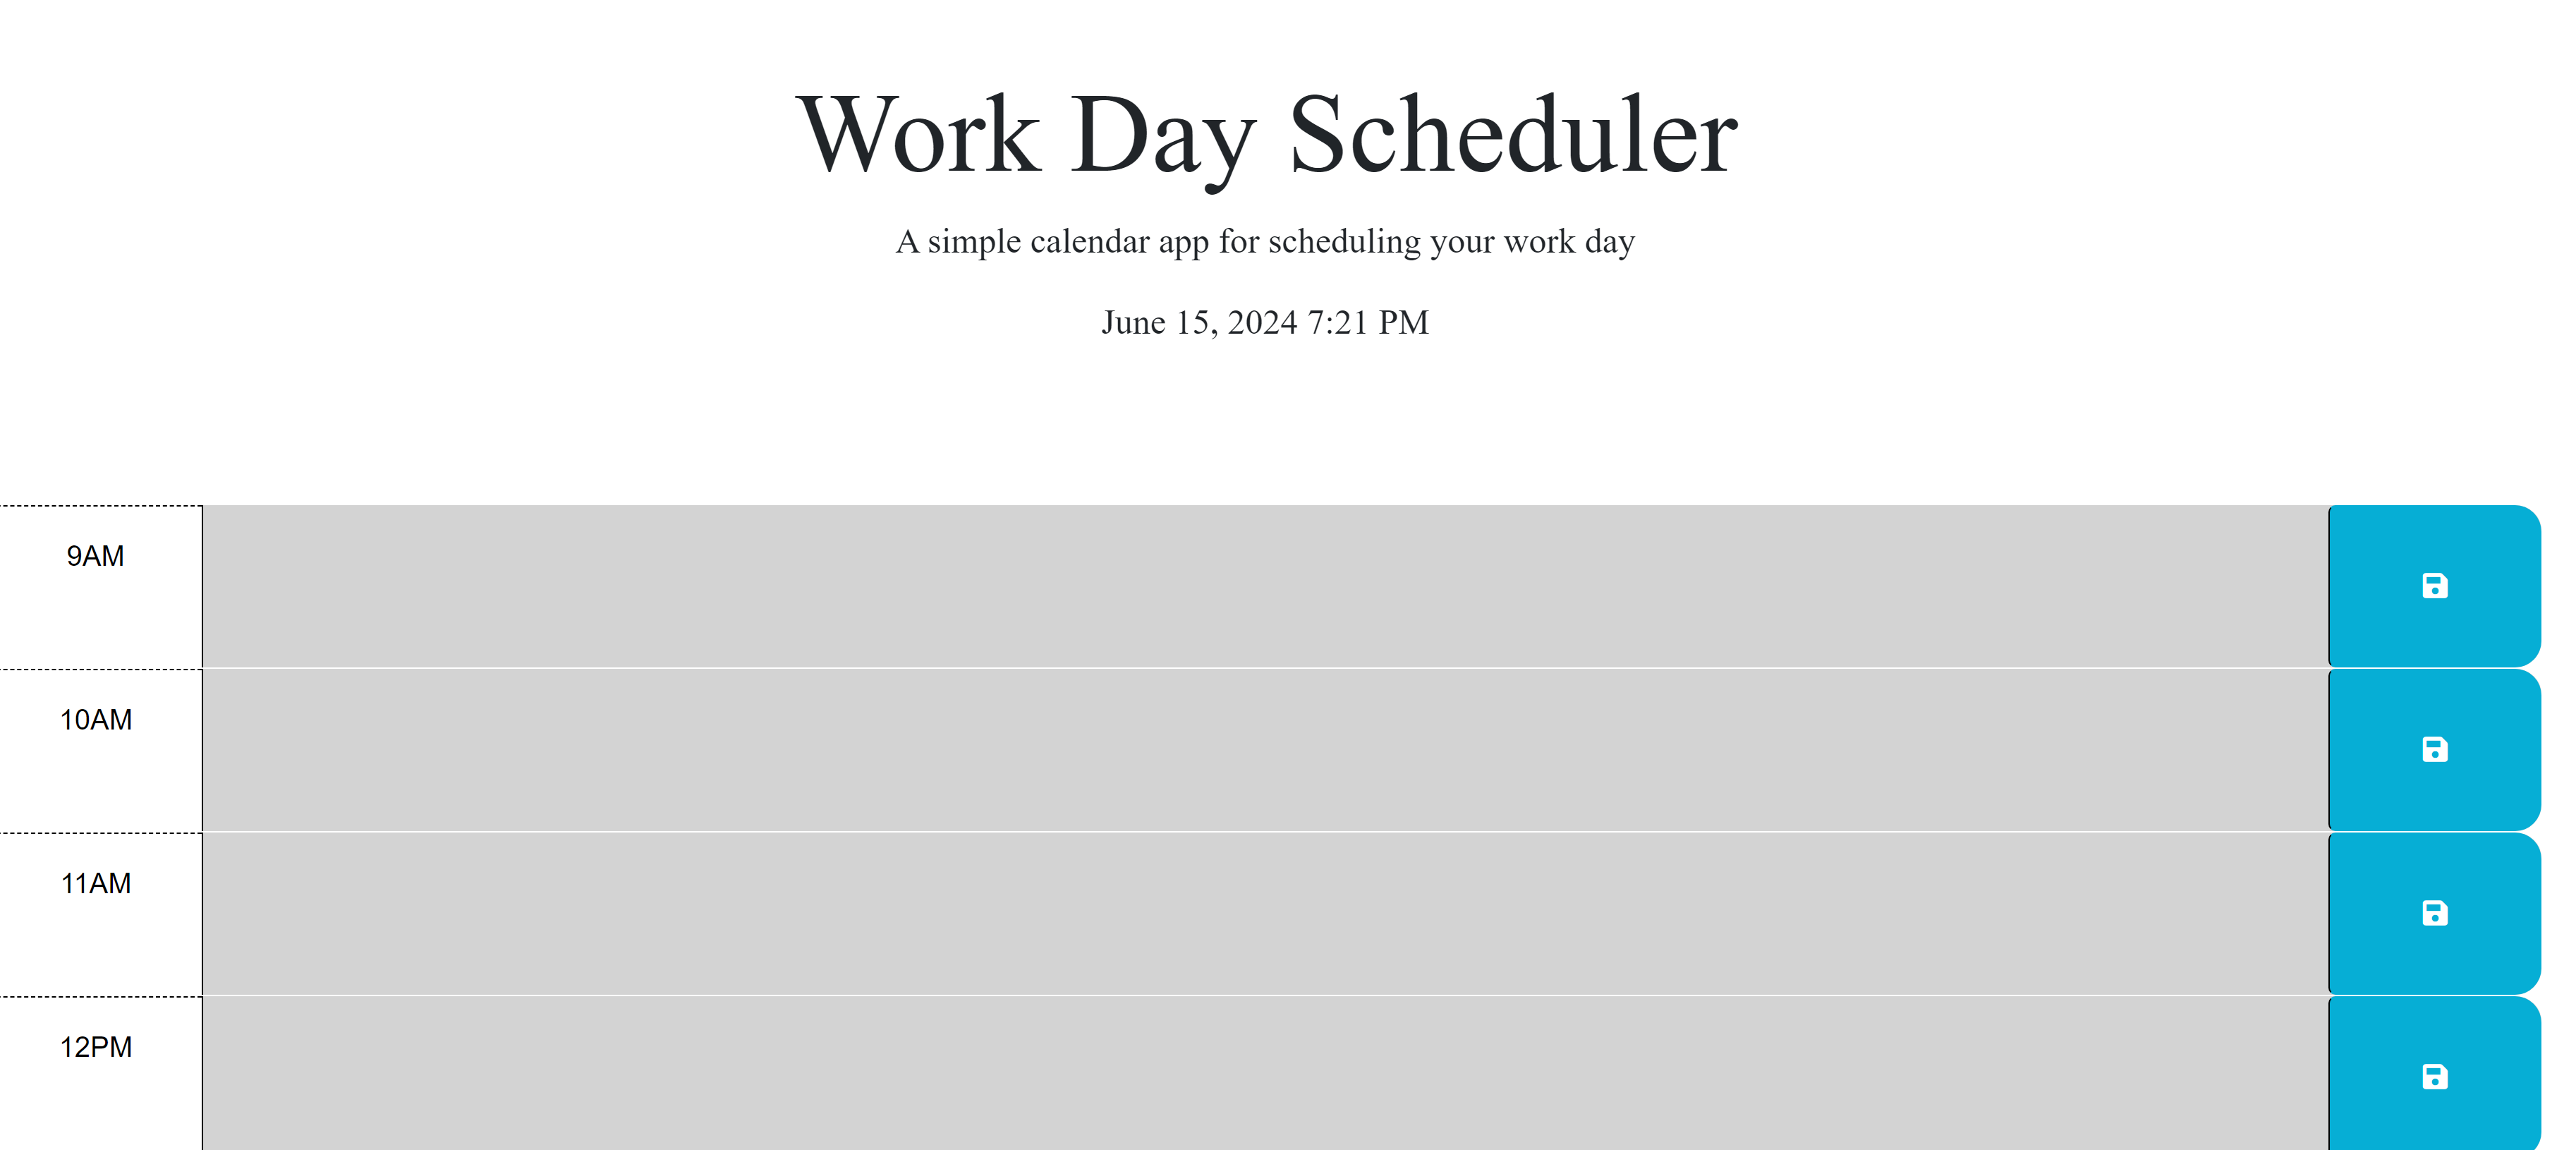 Work Day Scheduler
A simple calendar app for scheduling your work day
June 15, 2024 7:21 PM
9AM
10AM
11AM
12PM